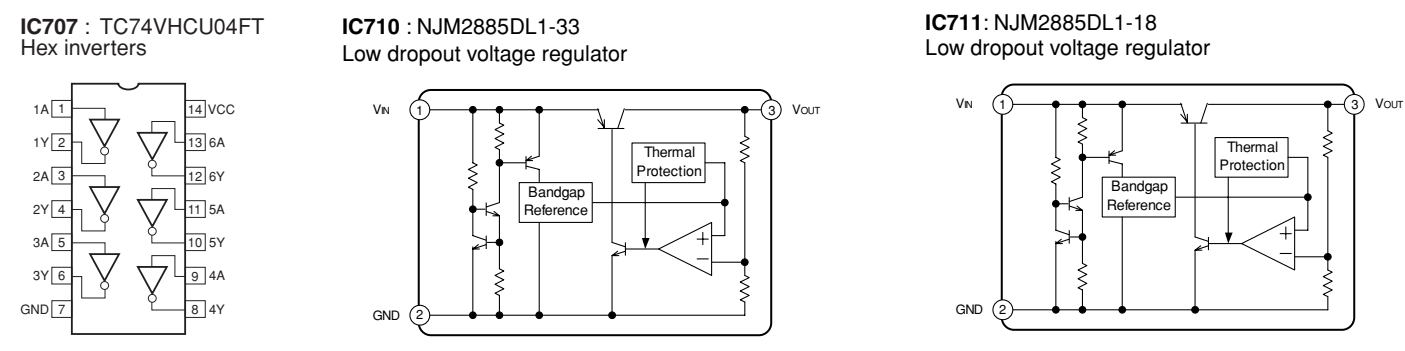 IC707 : TC74VHCU04FT
Hex inverters
1A 1
1Y 2
2A 3
2Y 4
3A 5
3Y 6
GND 7
14 VCC
13 6A
12 6Y
11 5A
10 5Y
9 4A
8 4Y
IC710 : NJM2885DL1-33
Low dropout voltage regulator
VIN 1
3 VOUT
Thermal
Protection
Bandgap
Reference
+
−
GND 2
IC711: NJM2885DL1-18
Low dropout voltage regulator
VIN 1
3 VOUT
Thermal
Protection
Bandgap
Reference
+
−
GND 2